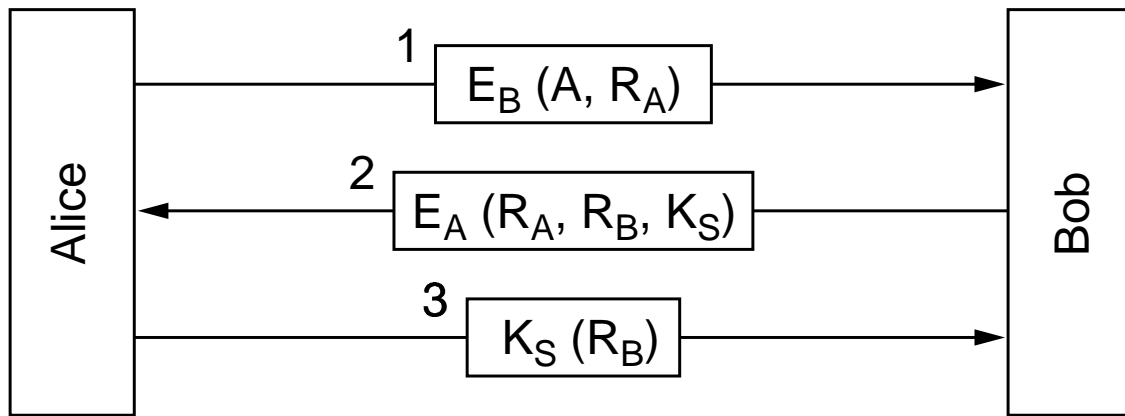 Alice
1
E_B (A, R_A)
2
E_A (R_A, R_B, K_S)
3
K_S (R_B)
Bob